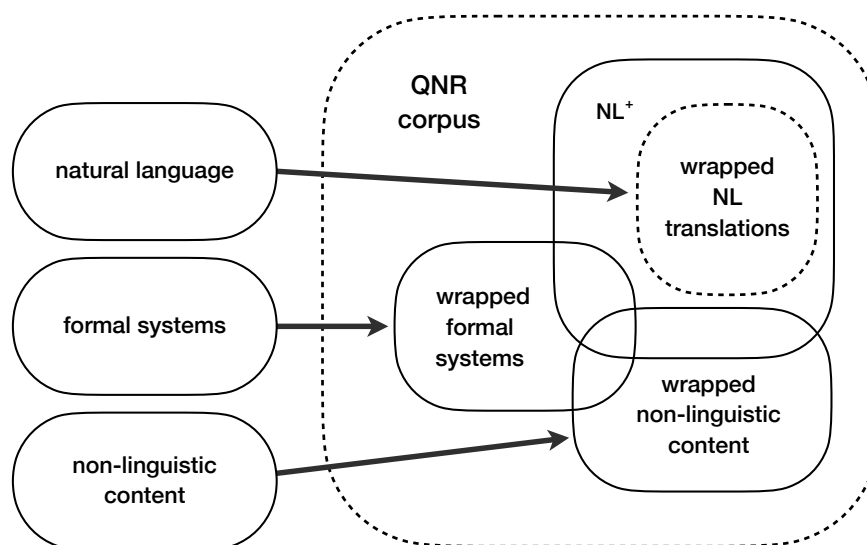 QNR
corpus
NL⁺
natural language
wrapped
NL
translations
formal systems
wrapped
formal
systems
non-linguistic
content
wrapped
non-linguistic
content